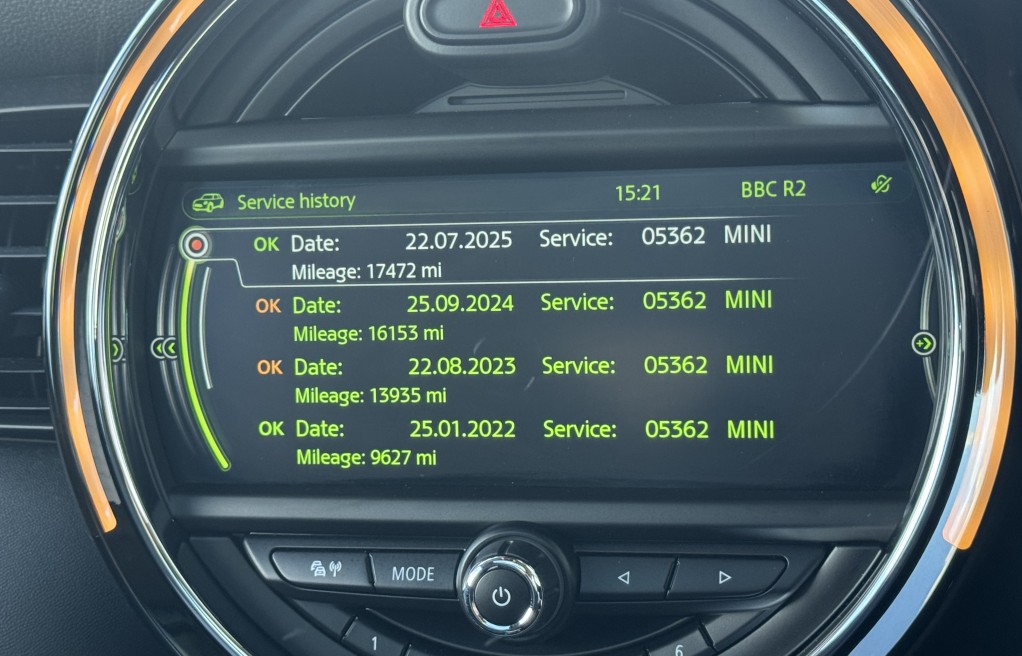 Service history 15:21 BBC R2
OK Date: 22.07.2025 Service: 05362 MINI
Mileage: 17472 mi
OK Date: 25.09.2024 Service: 05362 MINI
Mileage: 16153 mi
OK Date: 22.08.2023 Service: 05362 MINI
Mileage: 13935 mi
OK Date: 25.01.2022 Service: 05362 MINI
Mileage: 9627 mi
MODE
1 6